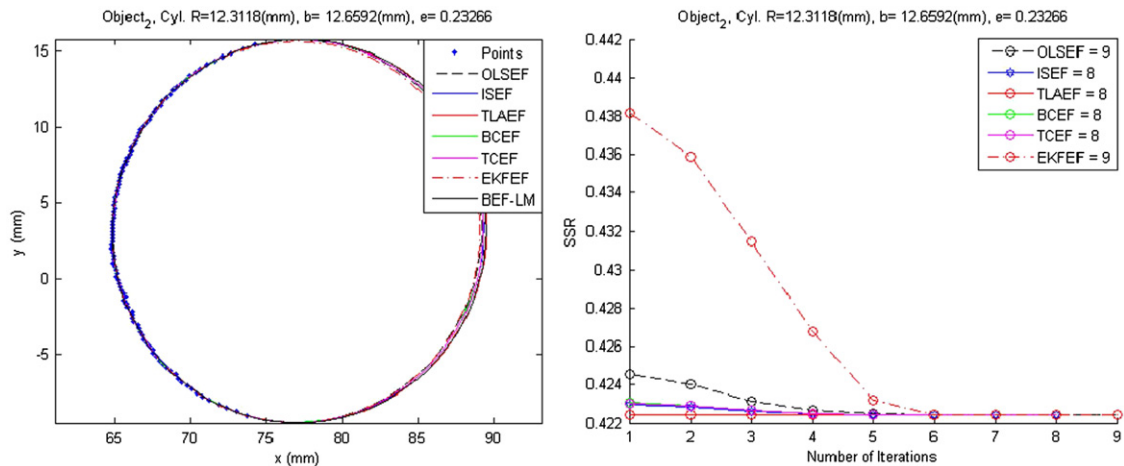 Object2, Cyl. R=12.3118(mm), b= 12.6592(mm), e= 0.23266
15
10
5
0
-5
y (mm)
65
70
75
80
85
90
x (mm)
Points
OLSEF
ISEF
TLAEF
BCEF
TCEF
EKFEF
BEF-LM
Object2, Cyl. R=12.3118(mm), b= 12.6592(mm), e= 0.23266
0.442
0.44
0.438
0.436
0.434
0.432
0.43
0.428
0.426
0.424
0.422
SSR
1
2
3
4
5
6
7
8
9
Number of Iterations
OLSEF = 9
ISEF = 8
TLAEF = 8
BCEF = 8
TCEF = 8
EKFEF = 9